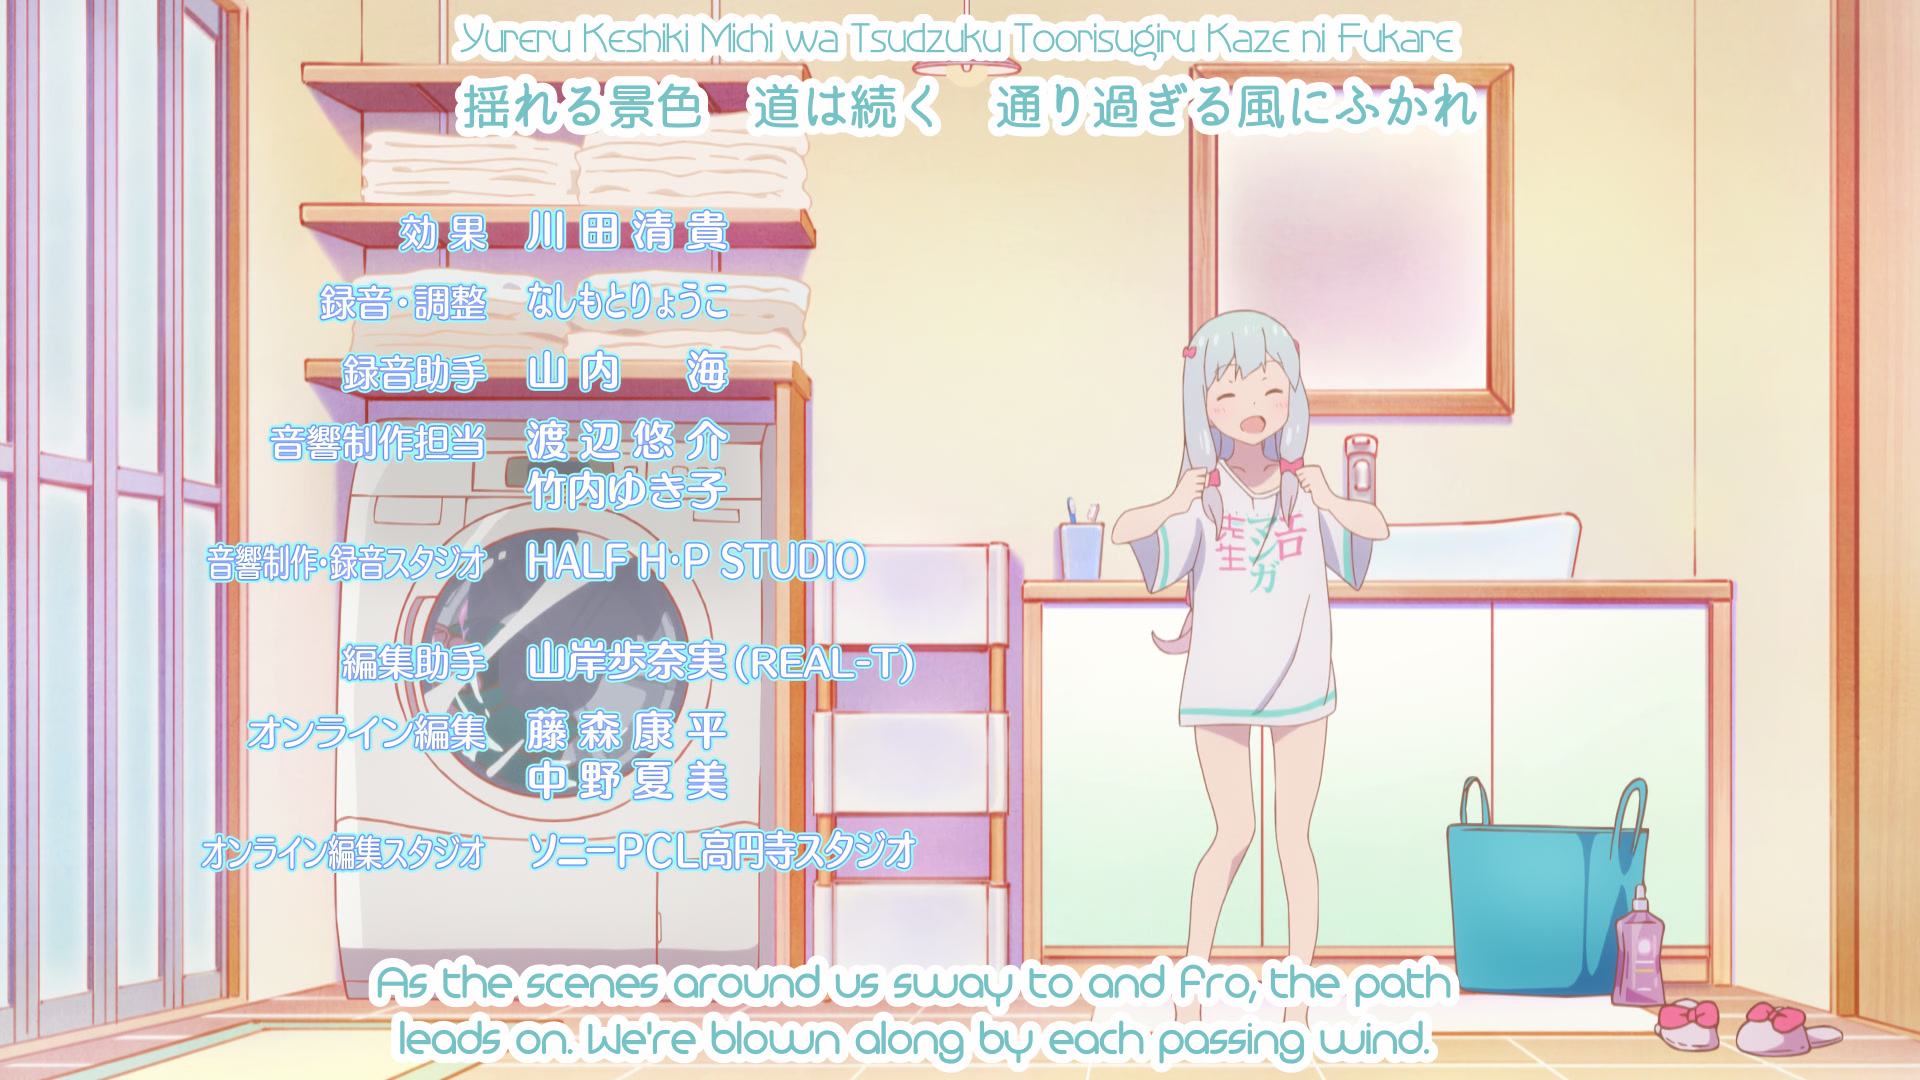 Yureru Keshiki Michi wa Tsudzuku Toorisugiru Kaze ni Fukare
揺れる景色　道は続く　通り過ぎる風にふかれ
効果　川田清貴
録音・調整　なしもとりょうこ
録音助手　山内　海
音響制作担当　渡辺悠介
竹内ゆき子
音響制作・録音スタジオ　HALF H・P STUDIO
編集助手　山岸歩奈実(REAL-T)
オンライン編集　藤森康平
中野夏美
オンライン編集スタジオ　ソニーPCL高円寺スタジオ
エロ
マンガ
先生
As the scenes around us sway to and fro, the path
leads on. We're blown along by each passing wind.